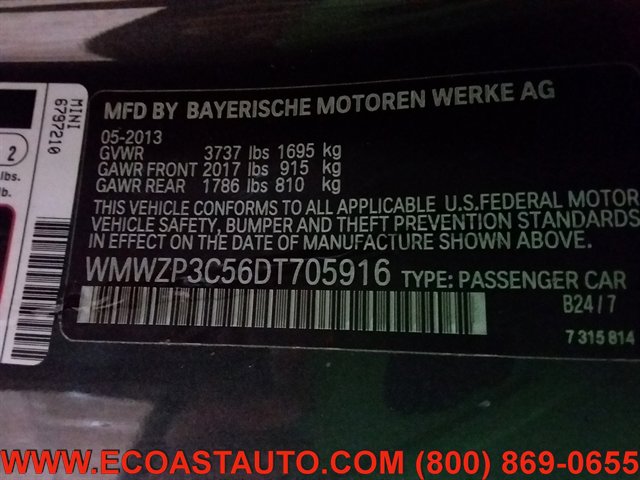 MINI
6797210
2
lbs.
lb.
MFD BY BAYERISCHE MOTOREN WERKE AG
05-2013
GVWR 3737 lbs 1695 kg
GAWR FRONT 2017 lbs 915 kg
GAWR REAR 1786 lbs 810 kg
THIS VEHICLE CONFORMS TO ALL APPLICABLE U.S.FEDERAL MOTOR
VEHICLE SAFETY, BUMPER AND THEFT PREVENTION STANDARDS
IN EFFECT ON THE DATE OF MANUFACTURE SHOWN ABOVE.
WMWZP3C56DT705916 TYPE: PASSENGER CAR
B24/7
7 315 814
WWW.ECOASTAUTO.COM (800) 869-0655